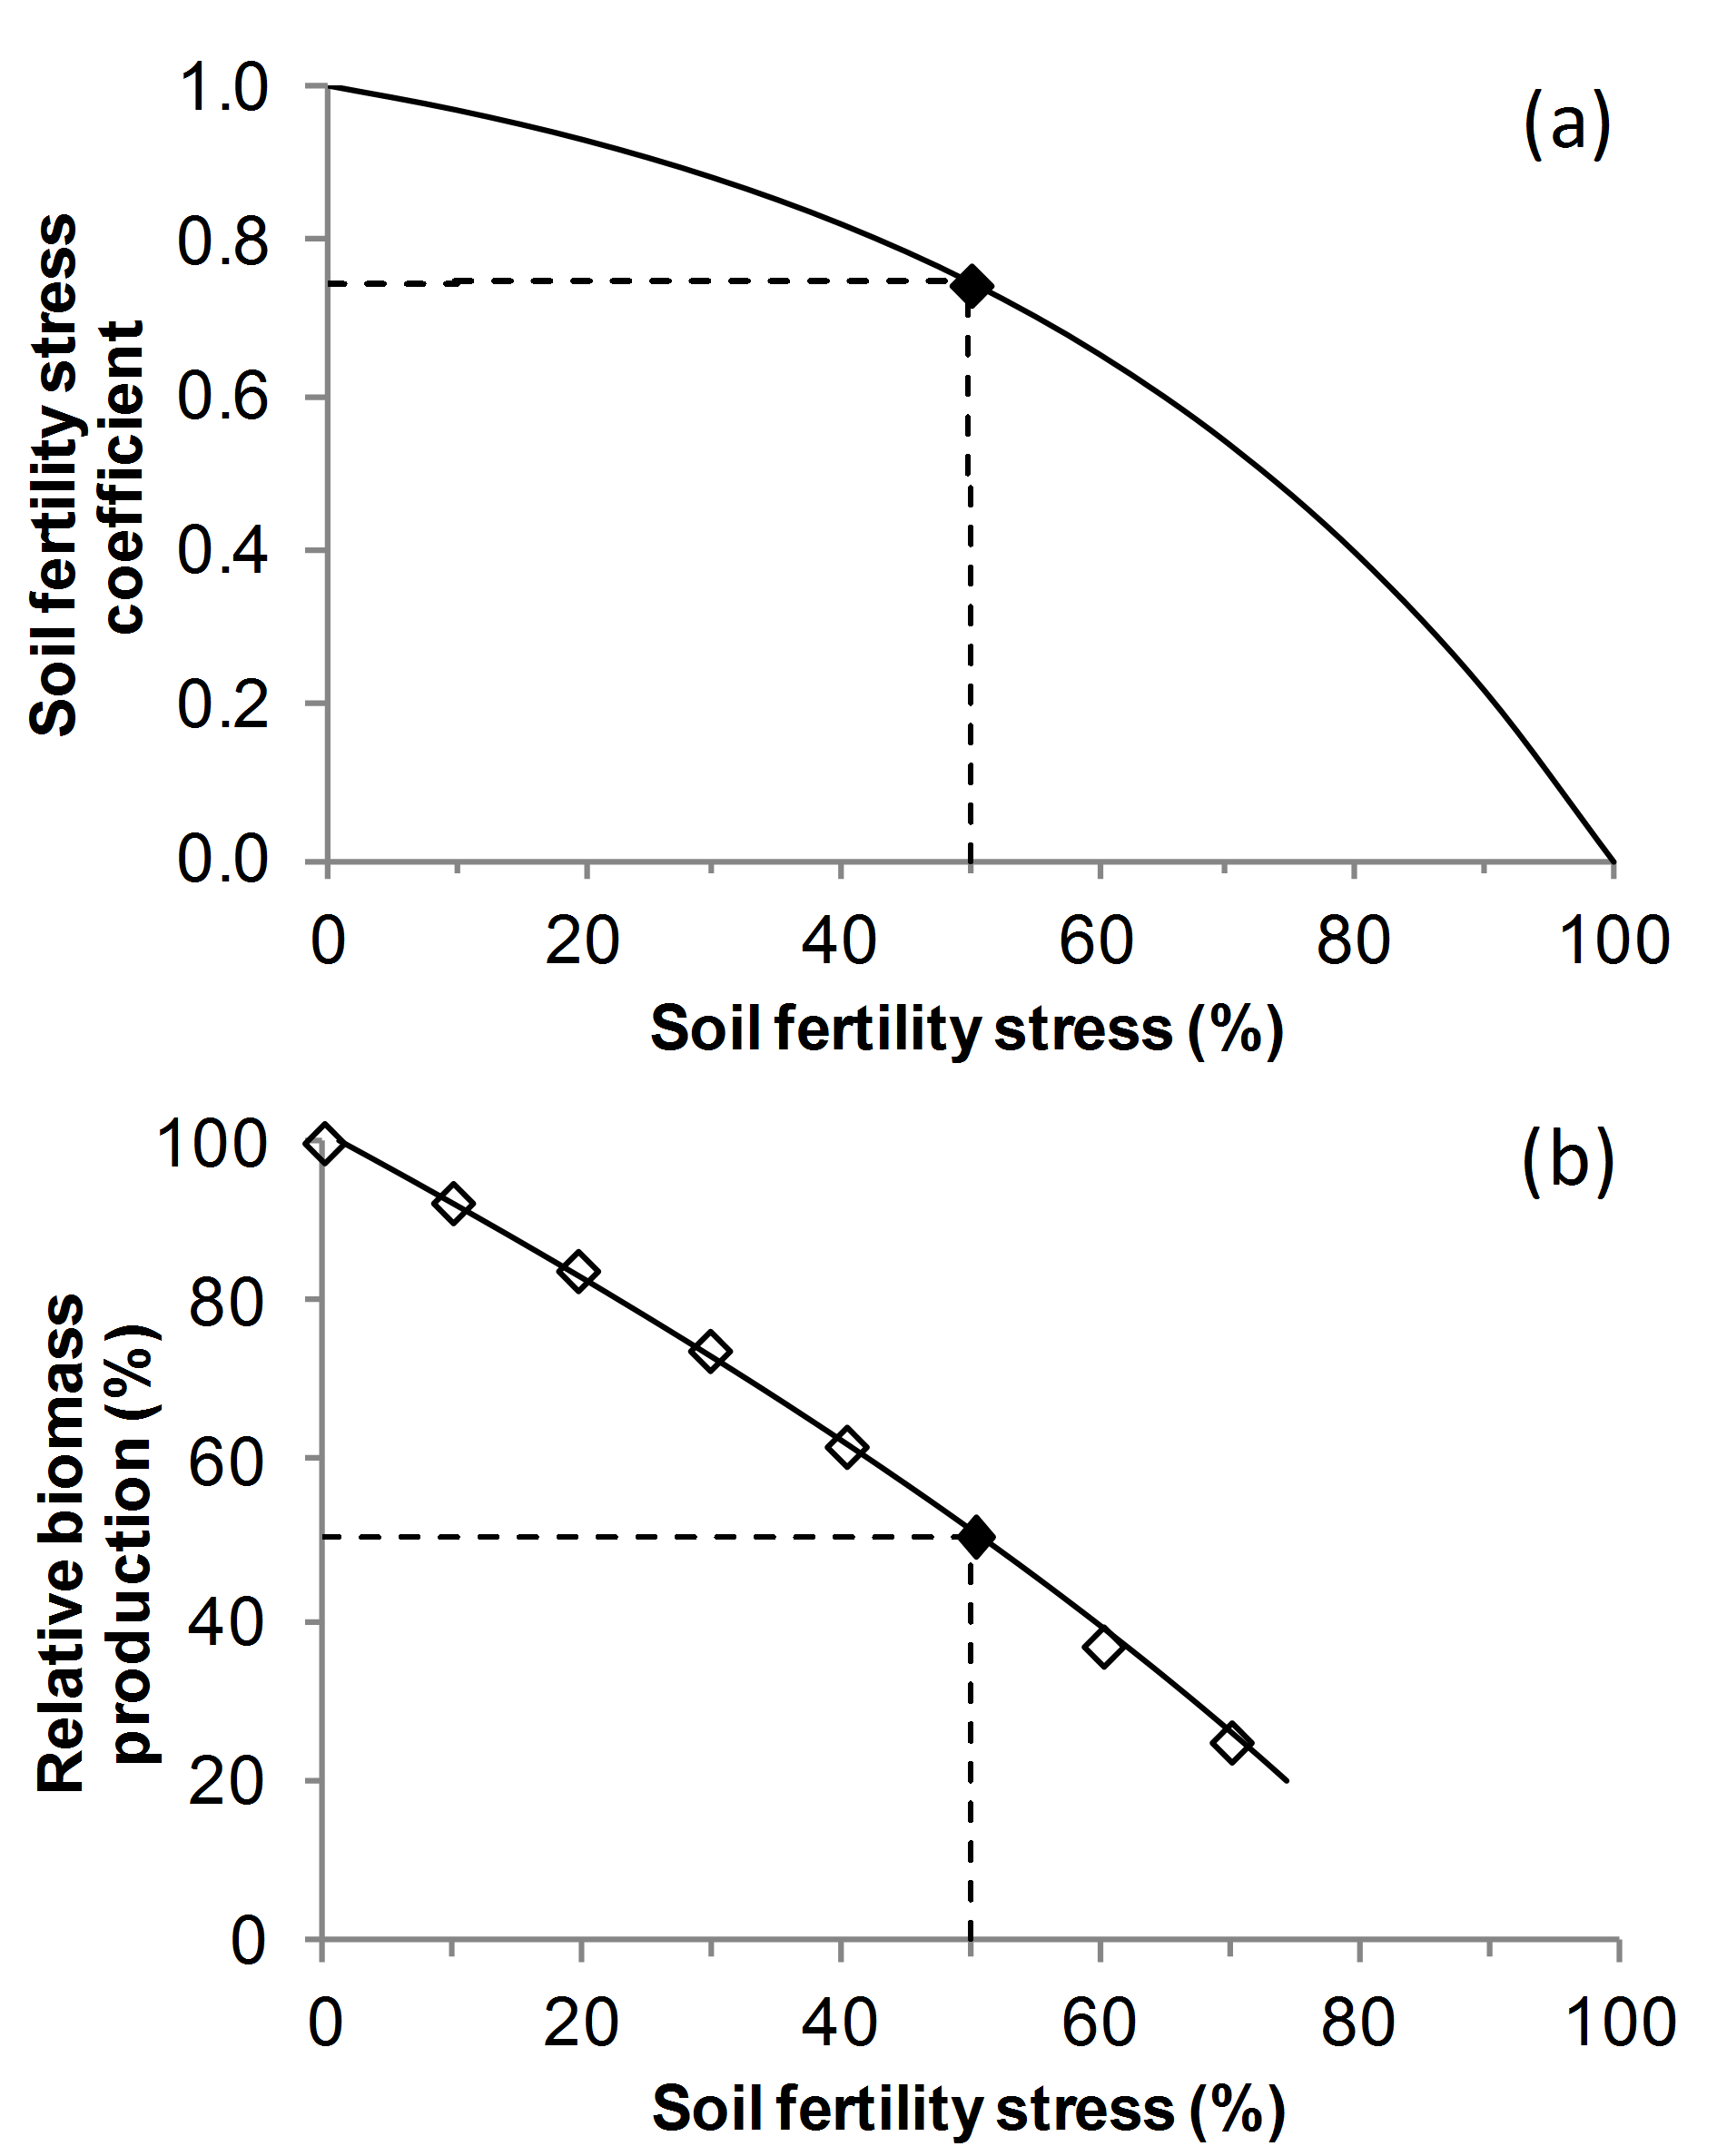 (a)
Soil fertility stress
coefficient
1.0
0.8
0.6
0.4
0.2
0.0
0 20 40 60 80 100
Soil fertility stress (%)
(b)
Relative biomass
production (%)
100
80
60
40
20
0
0 20 40 60 80 100
Soil fertility stress (%)